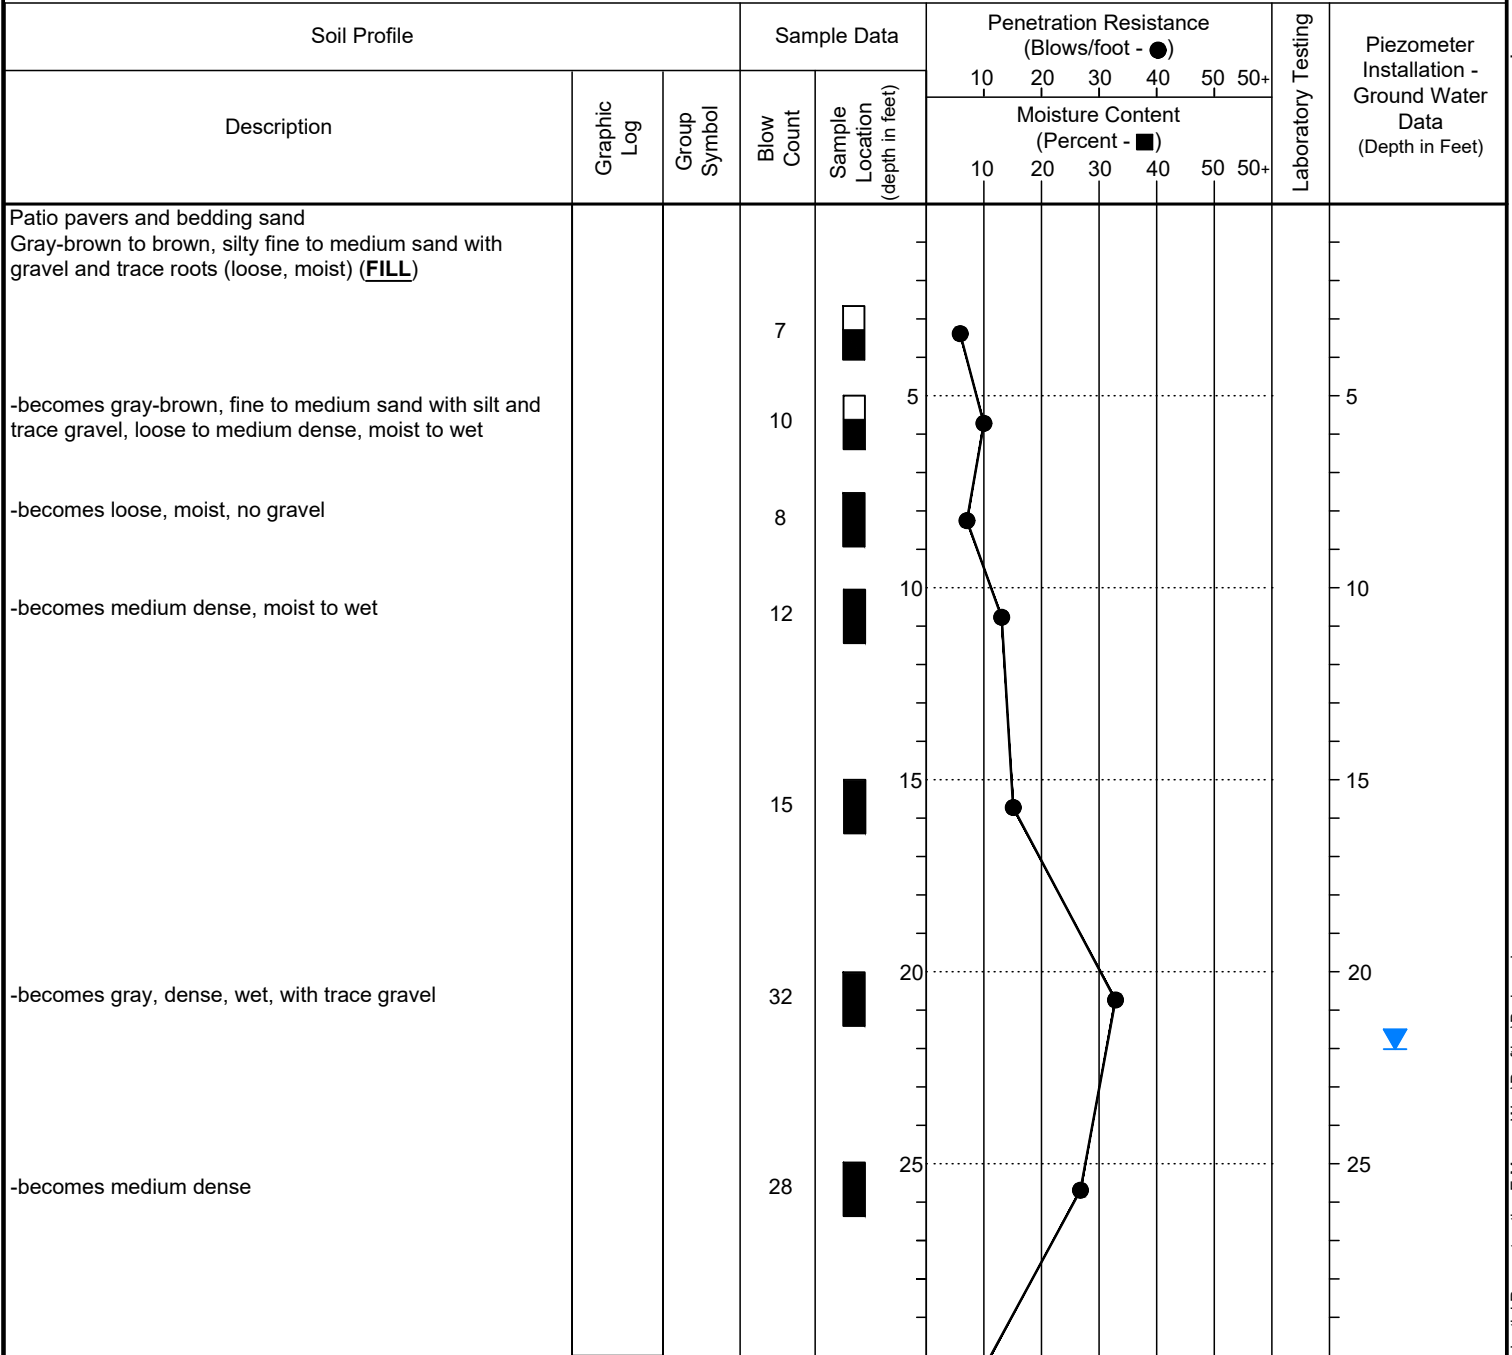 Soil Profile
Sample Data
Penetration Resistance
(Blows/foot - ●)
10 20 30 40 50 50+
Moisture Content
(Percent - ■)
10 20 30 40 50 50+
Laboratory Testing
Piezometer
Installation -
Ground Water
Data
(Depth in Feet)
Description
Graphic
Log
Group
Symbol
Blow
Count
Sample
Location
(depth in feet)
Patio pavers and bedding sand
Gray-brown to brown, silty fine to medium sand with
gravel and trace roots (loose, moist) (FILL)
7
5 5
-becomes gray-brown, fine to medium sand with silt and
trace gravel, loose to medium dense, moist to wet
10
-becomes loose, moist, no gravel
8
10 10
-becomes medium dense, moist to wet
12
15 15
15
20 20
-becomes gray, dense, wet, with trace gravel
32
25 25
-becomes medium dense
28